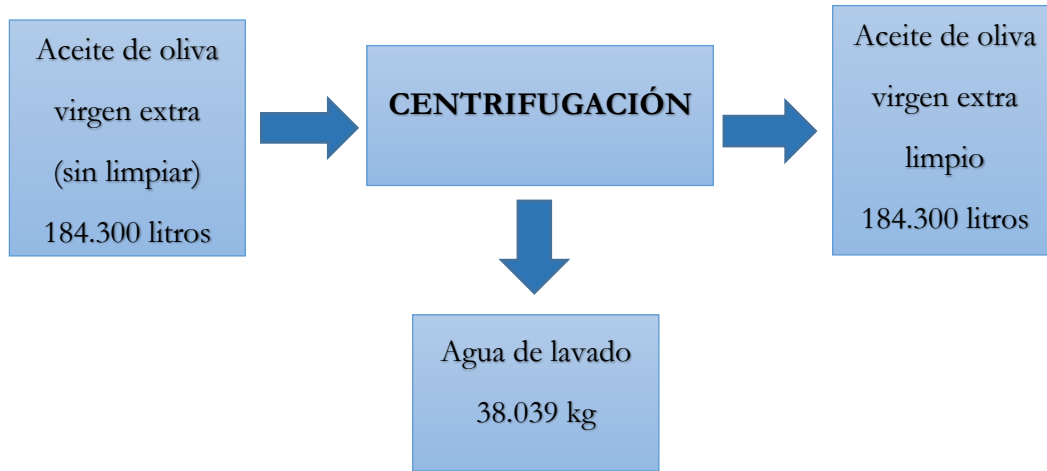 Aceite de oliva
virgen extra
(sin limpiar)
184.300 litros
CENTRIFUGACIÓN
Aceite de oliva
virgen extra
limpio
184.300 litros
Agua de lavado
38.039 kg